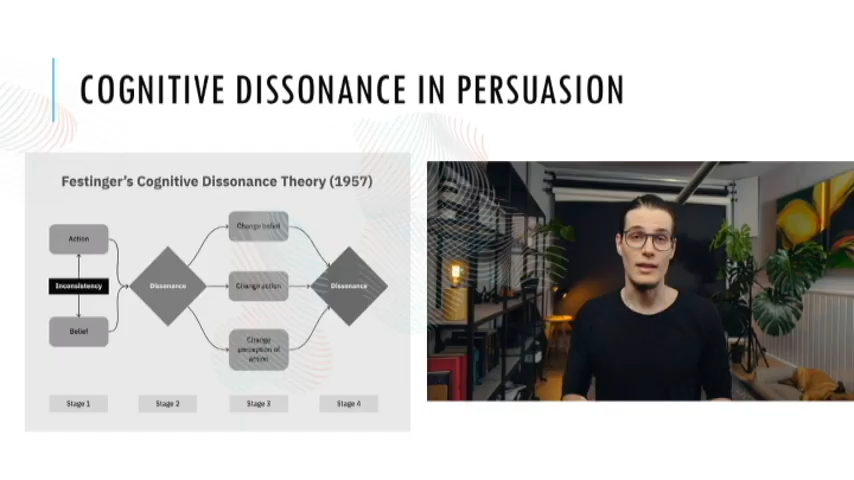 COGNITIVE DISSONANCE IN PERSUASION
Festinger's Cognitive Dissonance Theory (1957)
Action
Inconsistency
Belief
Dissonance
Change belief
Change action
Change
perception of
action
Dissonance
Stage 1
Stage 2
Stage 3
Stage 4